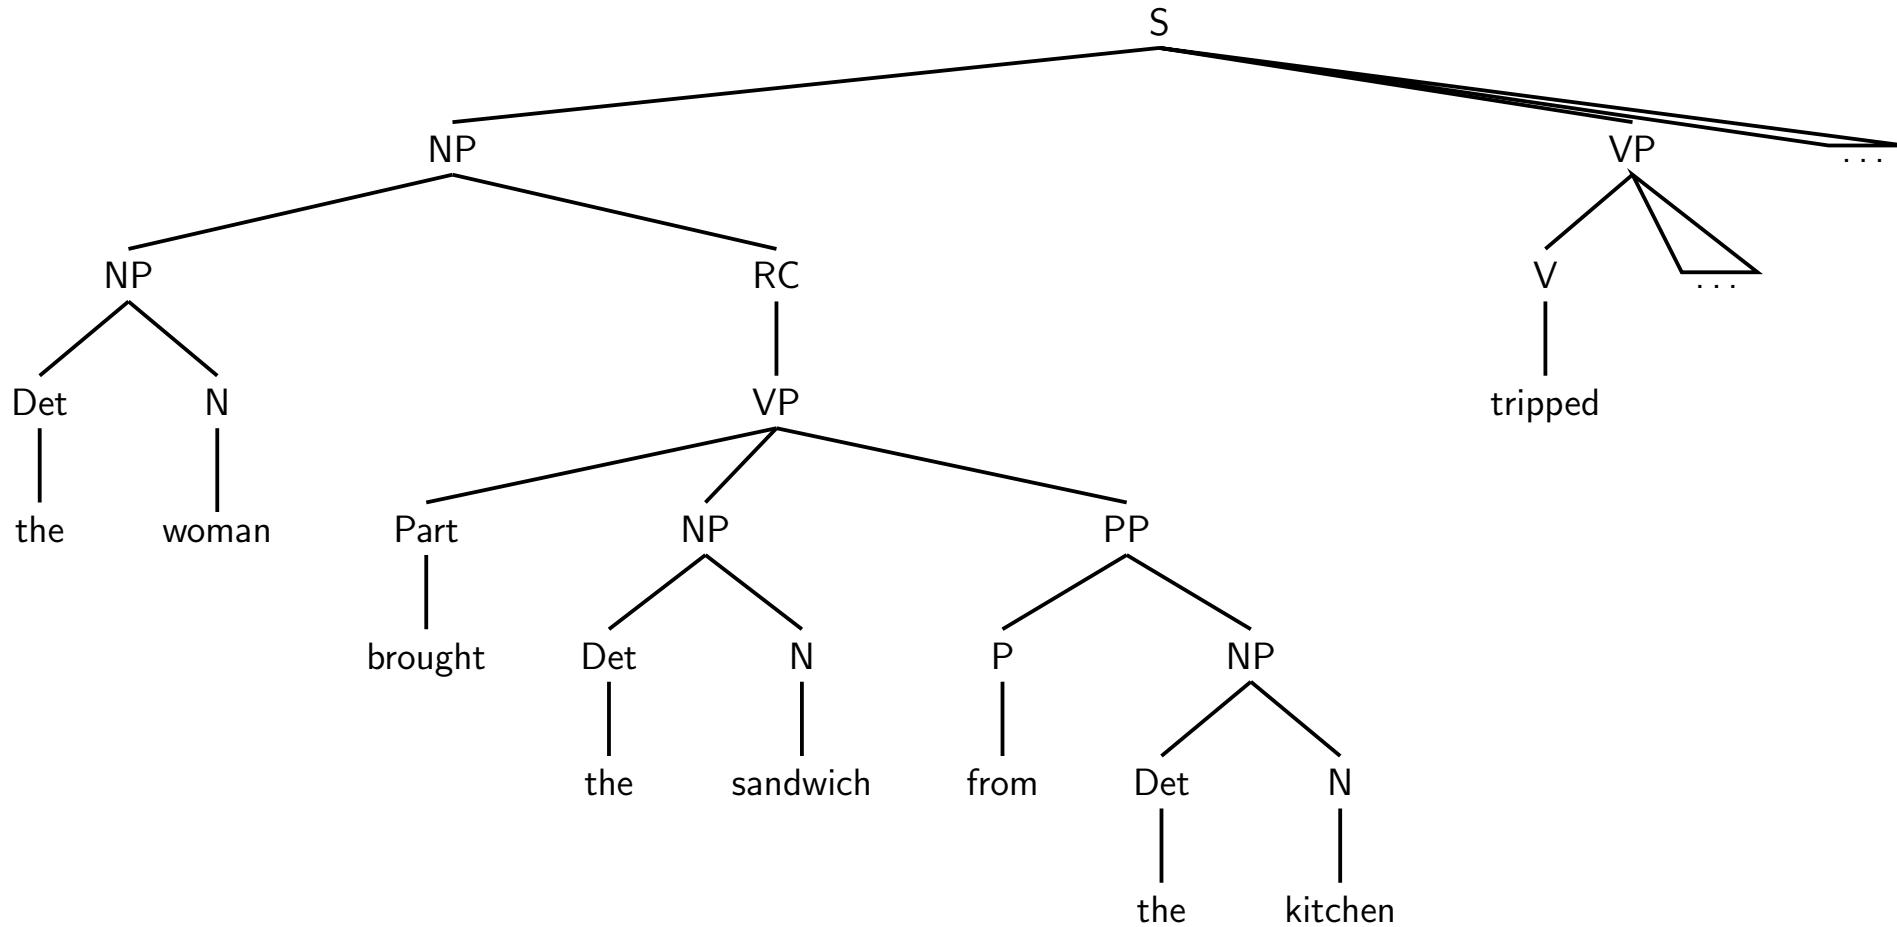 S
NP VP . . .
NP RC V . . .
Det N VP tripped
the woman Part NP PP
brought Det N P NP
the sandwich from Det N
the kitchen